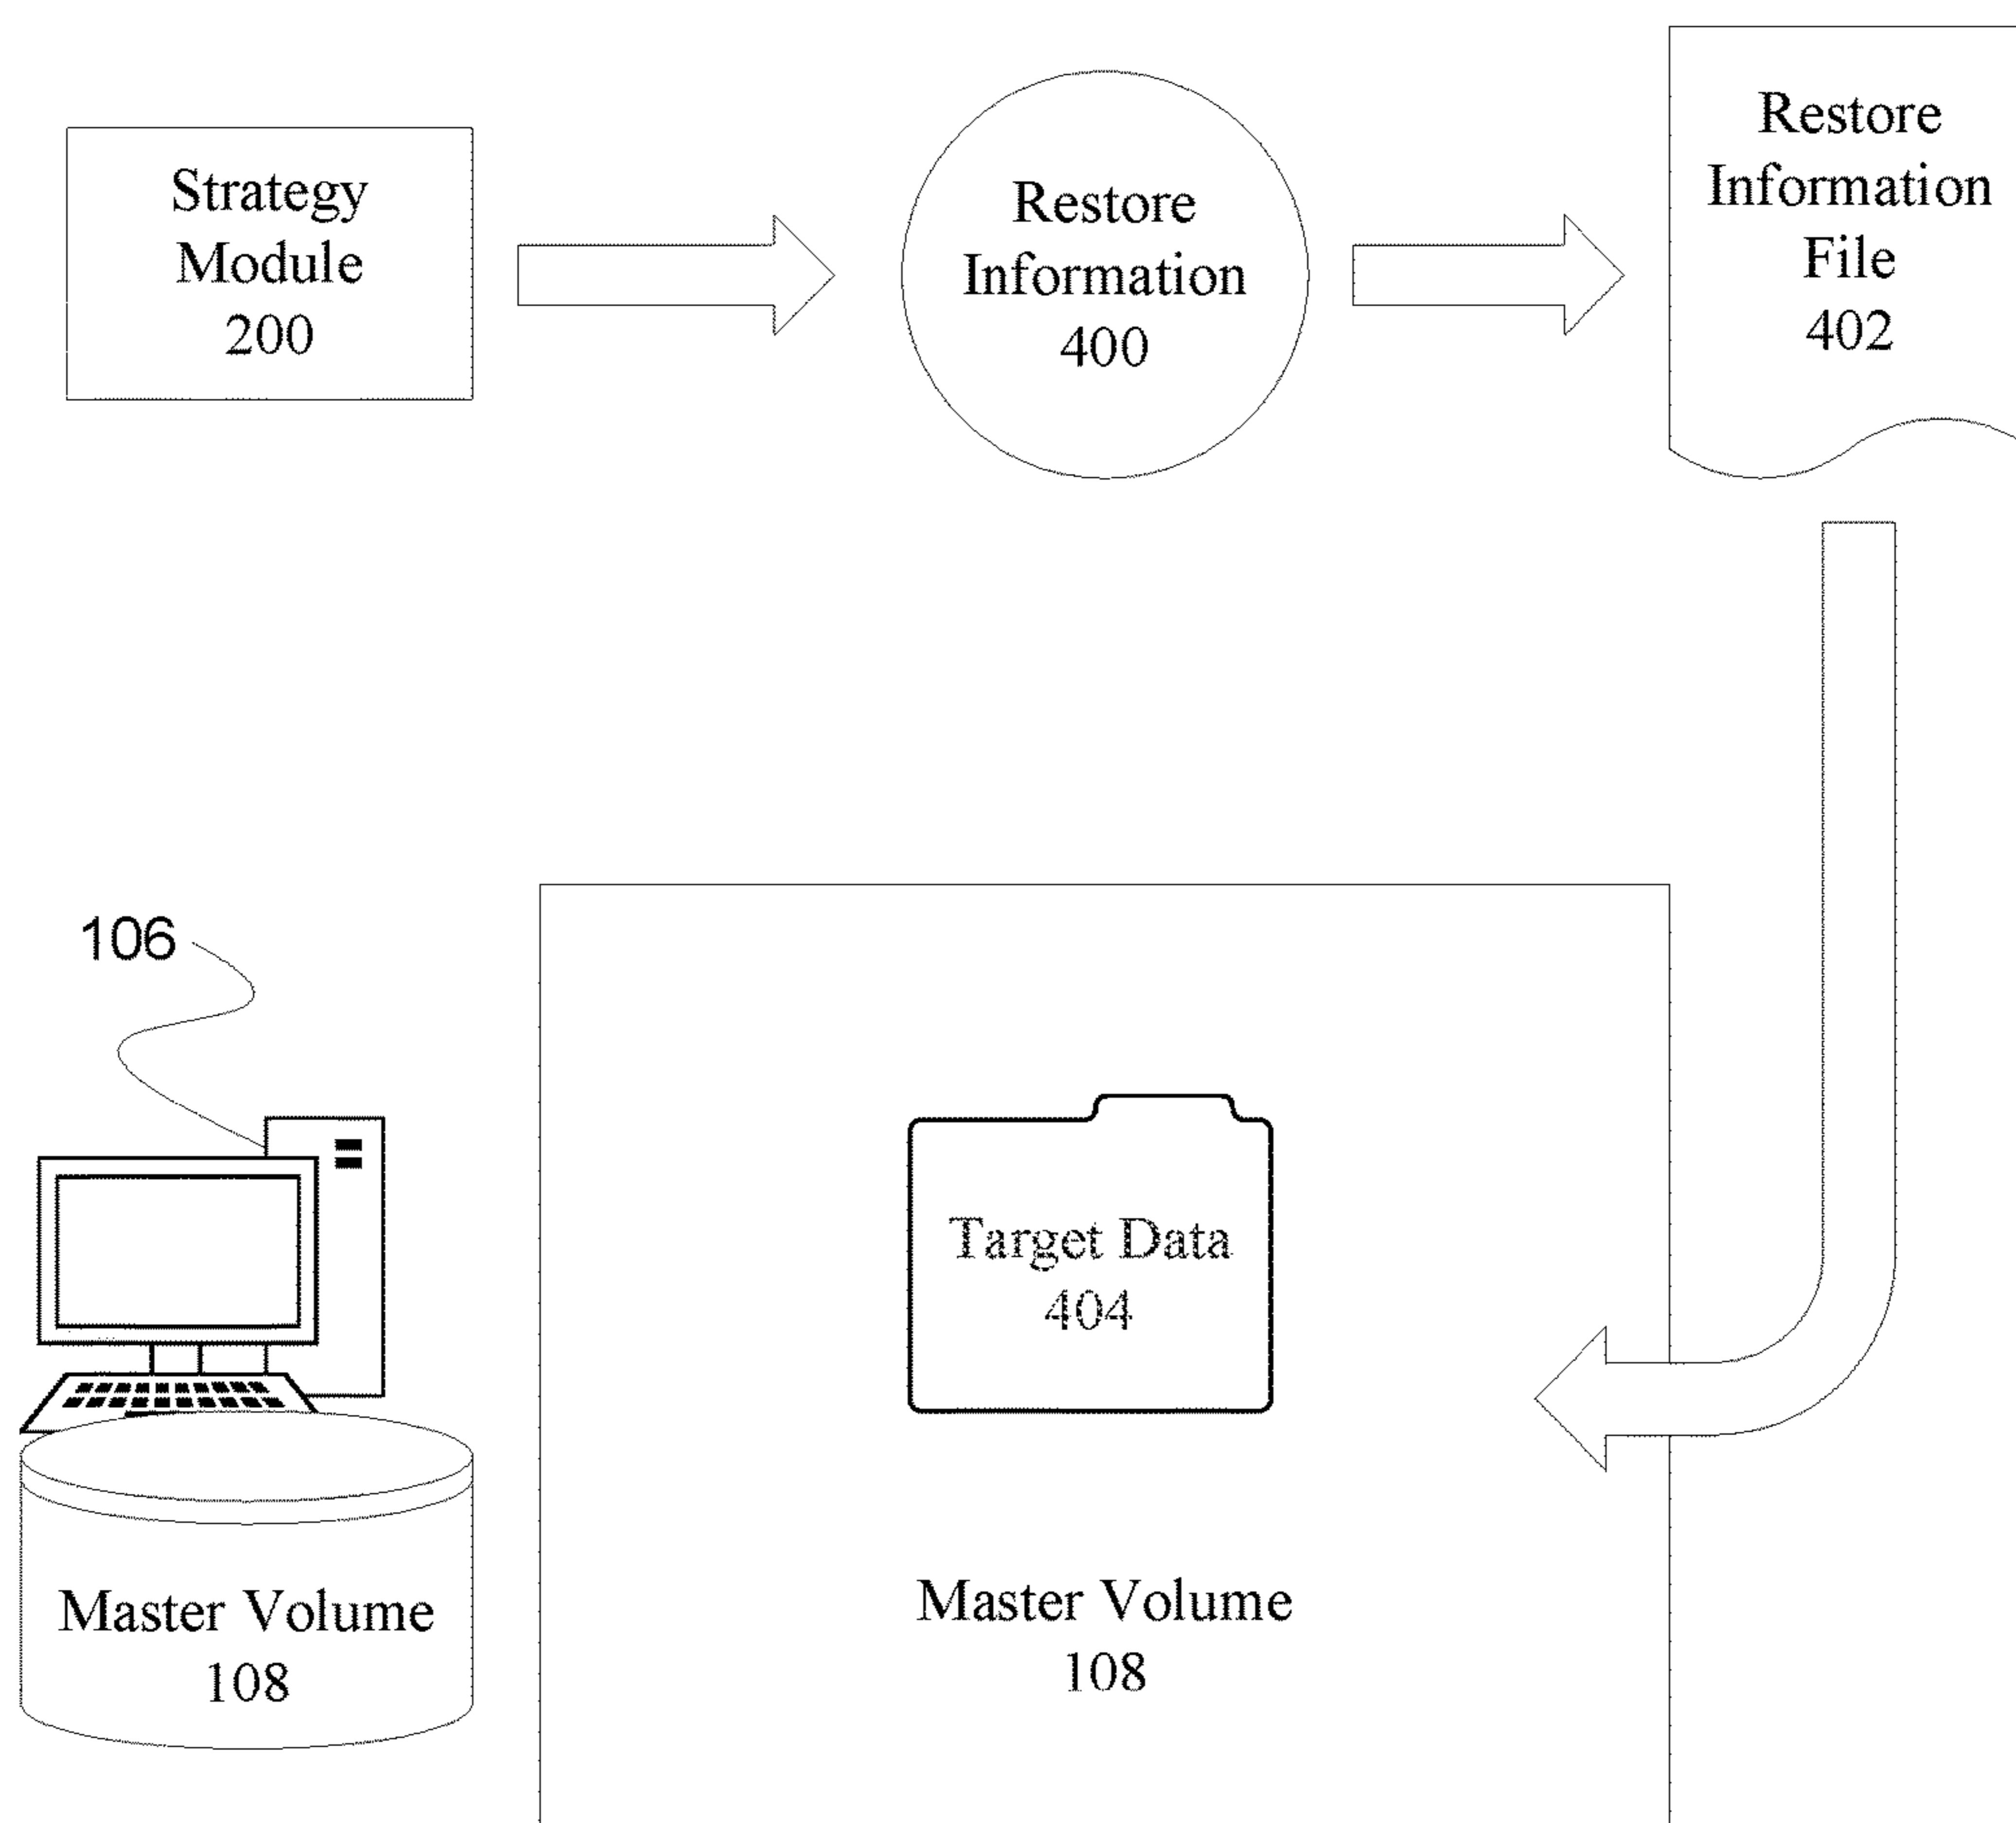 Strategy
Module
200
Restore
Information
400
Restore
Information
File
402
106
Target Data
404
Master Volume
108
Master Volume
108